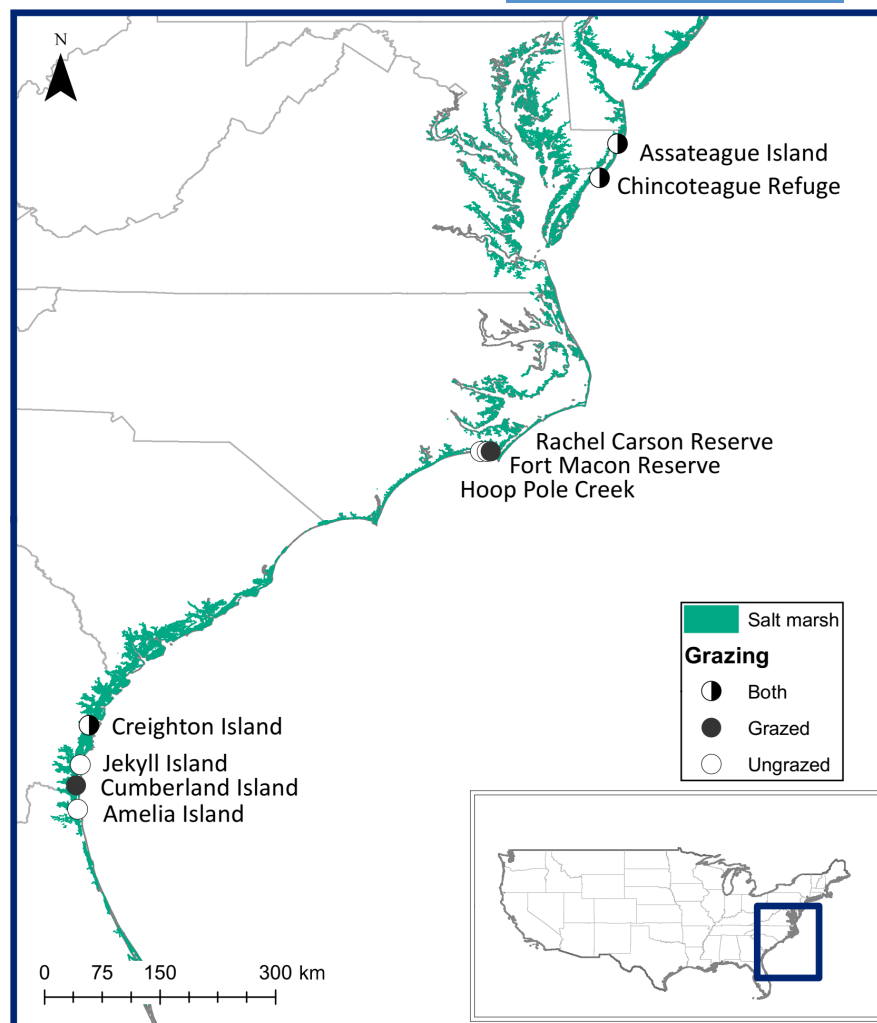 N
Assateague Island
Chincoteague Refuge
Rachel Carson Reserve
Fort Macon Reserve
Hoop Pole Creek
Salt marsh
Grazing
Both
Grazed
Ungrazed
Creighton Island
Jekyll Island
Cumberland Island
Amelia Island
0 75 150 300 km